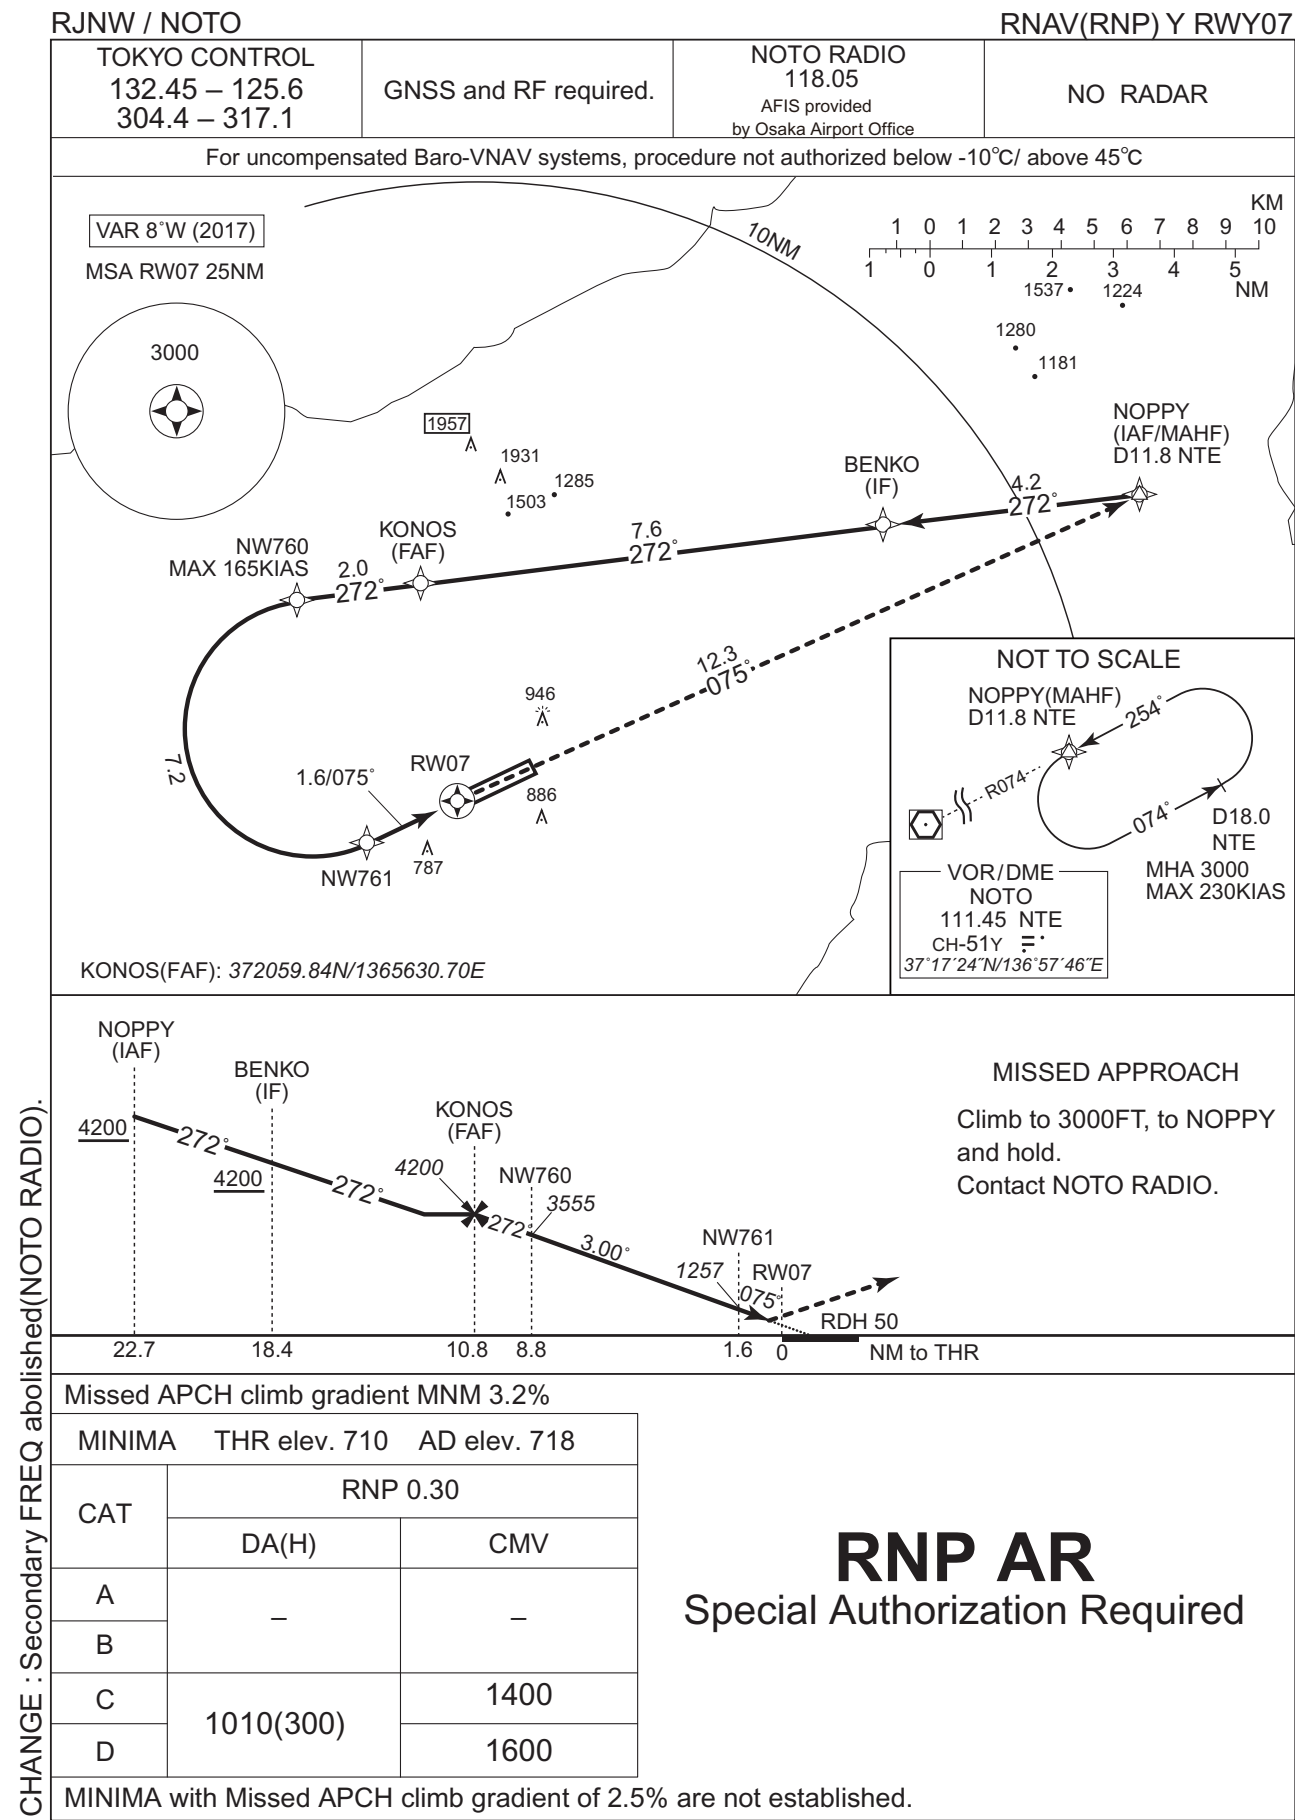 RJNW / NOTO
RNAV(RNP) Y RWY07
TOKYO CONTROL
132.45 – 125.6
304.4 – 317.1
GNSS and RF required.
NOTO RADIO
118.05
AFIS provided
by Osaka Airport Office
NO RADAR
For uncompensated Baro-VNAV systems, procedure not authorized below -10°C/ above 45°C
VAR 8°W (2017)
MSA RW07 25NM
3000
10NM
KM
1 0 1 2 3 4 5 6 7 8 9 10
1 0 1 2 3 4 5
NM
1537
1224
1280
1181
1957
1931
1285
1503
NOPPY
(IAF/MAHF)
D11.8 NTE
BENKO
(IF)
4.2
272°
KONOS
(FAF)
7.6
272°
NW760
MAX 165KIAS
2.0
272°
7.2
12.3
075°
946
RW07
1.6/075°
886
NW761
787
KONOS(FAF): 372059.84N/1365630.70E
NOT TO SCALE
NOPPY(MAHF)
D11.8 NTE
254°
R074
074°
D18.0
NTE
MHA 3000
MAX 230KIAS
VOR/DME
NOTO
111.45 NTE
CH-51Y
37°17′24″N/136°57′46″E
NOPPY
(IAF)
BENKO
(IF)
KONOS
(FAF)
4200
272°
4200
272°
4200
NW760
272°
3555
3.00°
NW761
1257
RW07
075°
RDH 50
22.7 18.4 10.8 8.8 1.6 0 NM to THR
MISSED APPROACH
Climb to 3000FT, to NOPPY
and hold.
Contact NOTO RADIO.
Missed APCH climb gradient MNM 3.2%
MINIMA THR elev. 710 AD elev. 718
CAT
RNP 0.30
DA(H) CMV
A
– –
B
C
1400
1010(300)
D
1600
MINIMA with Missed APCH climb gradient of 2.5% are not established.
RNP AR
Special Authorization Required
CHANGE : Secondary FREQ abolished(NOTO RADIO).